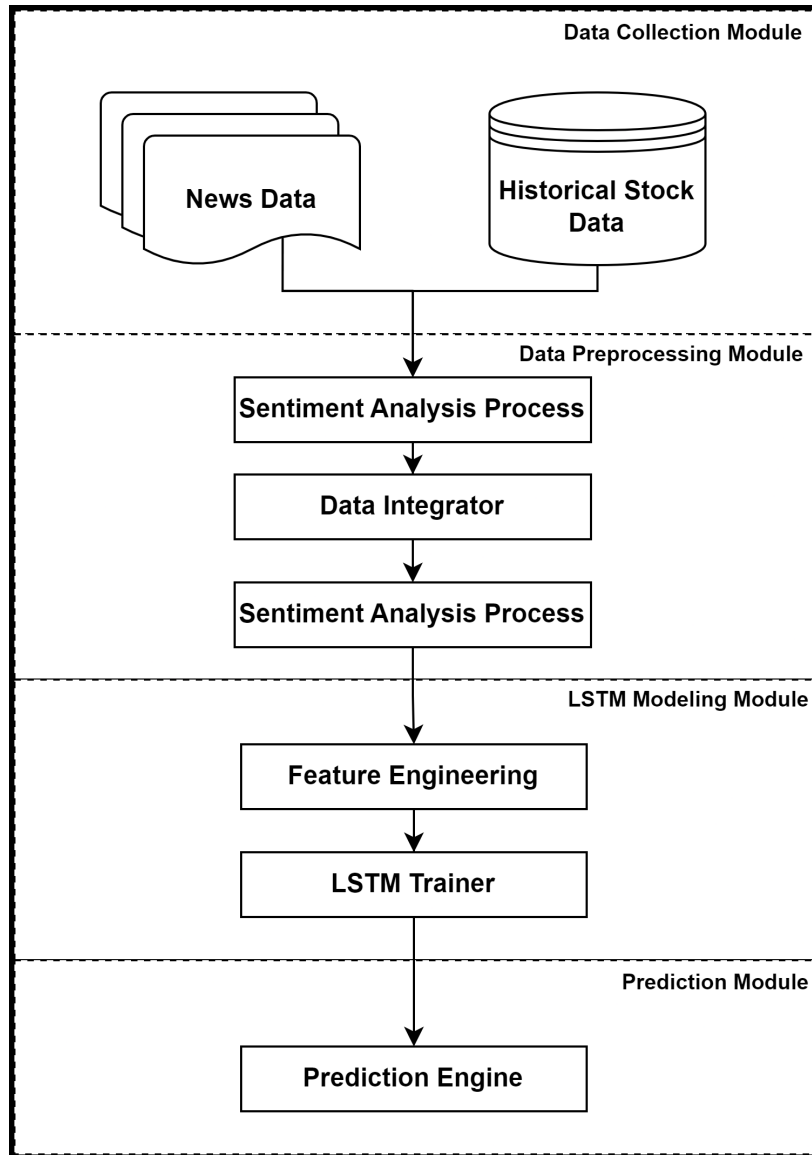 Data Collection Module
News Data
Historical Stock
Data
Data Preprocessing Module
Sentiment Analysis Process
Data Integrator
Sentiment Analysis Process
LSTM Modeling Module
Feature Engineering
LSTM Trainer
Prediction Module
Prediction Engine